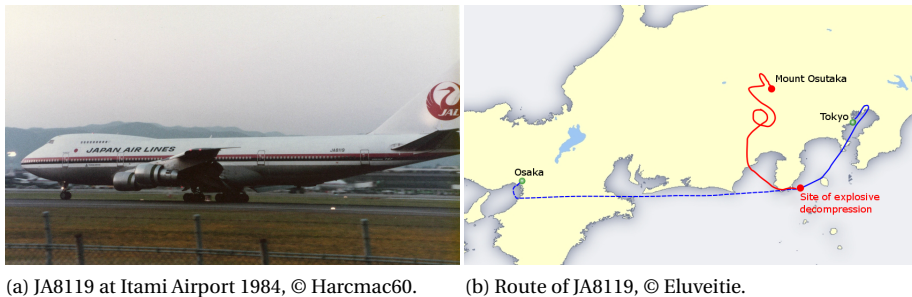 JAPAN AIR LINES
JA8119
JAL
Mount Osutaka
Tokyo
Osaka
Site of explosive
decompression
(a) JA8119 at Itami Airport 1984, © Harcmac60.
(b) Route of JA8119, © Eluveitie.